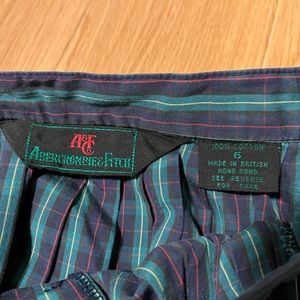 A&F
ABERCROMBIE & FITCH
100% COTTON
6
MADE IN BRITISH
HONG KONG
SEE REVERSE
FOR CARE